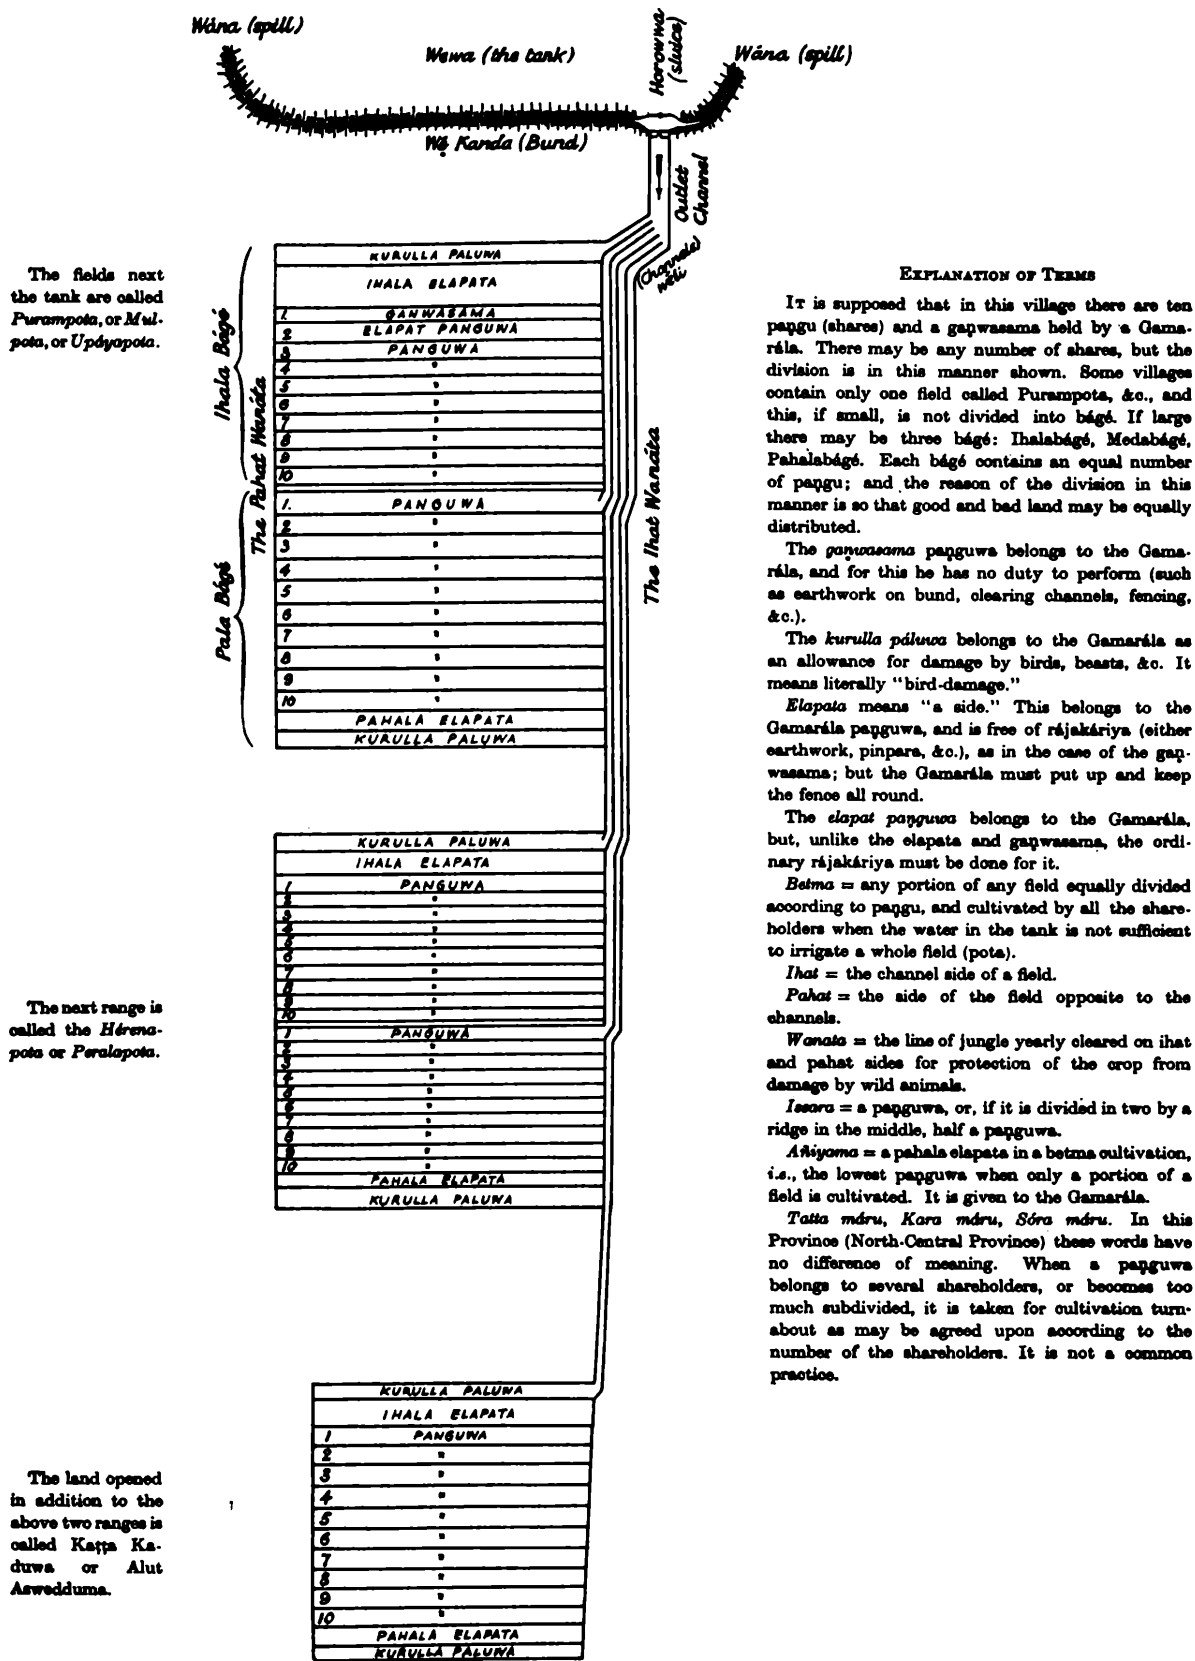 Wána (spill)
Wewa (the tank)
Horowwa
(sluice)
Wána (spill)
Wẹ Kanda (Bund)
Outlet
Channel
(Channels)
wéli
The fields next
the tank are called
Purampota, or Mul-
pota, or Upáyapota.
Ihala Bágé
The Pahat Wanáta
Pala Bágé
The Ihat Wanáta
KURULLA PALUWA
IHALA ELAPATA
1. GANWASAMA
2 ELAPAT PANGUWA
3 PANGUWA
4 "
5 "
6 "
7 "
8 "
9 "
10 "
1. PANGUWA
2 "
3 "
4 "
5 "
6 "
7 "
8 "
9 "
10 "
PAHALA ELAPATA
KURULLA PALUWA
The next range is
called the Hérena-
pota or Peralapota.
KURULLA PALUWA
IHALA ELAPATA
1 PANGUWA
2 "
3 "
4 "
5 "
6 "
7 "
8 "
9 "
10 "
1 PANGUWA
2 "
3 "
4 "
5 "
6 "
7 "
8 "
9 "
10 "
PAHALA ELAPATA
KURULLA PALUWA
The land opened
in addition to the
above two ranges is
called Kaṭṭa Ka-
duwa or Alut
Aswedduma.
KURULLA PALUWA
IHALA ELAPATA
1 PANGUWA
2 "
3 "
4 "
5 "
6 "
7 "
8 "
9 "
10 "
PAHALA ELAPATA
KURULLA PALUWA
EXPLANATION OF TERMS
IT is supposed that in this village there are ten
paṇgu (shares) and a gaṇwasama held by a Gama-
rála. There may be any number of shares, but the
division is in this manner shown. Some villages
contain only one field called Purampota, &c., and
this, if small, is not divided into bágé. If large
there may be three bágé: Ihalabágé, Medabágé,
Pahalabágé. Each bágé contains an equal number
of paṇgu; and the reason of the division in this
manner is so that good and bad land may be equally
distributed.
The gaṇwasama paṇguwa belongs to the Gama-
rála, and for this he has no duty to perform (such
as earthwork on bund, clearing channels, fencing,
&c.).
The kurulla páluwa belongs to the Gamarála as
an allowance for damage by birds, beasts, &c. It
means literally "bird-damage."
Elapata means "a side." This belongs to the
Gamarála paṇguwa, and is free of rájakáriya (either
earthwork, pinpara, &c.), as in the case of the gaṇ-
wasama; but the Gamarála must put up and keep
the fence all round.
The elapat paṇguwa belongs to the Gamarála,
but, unlike the elapata and gaṇwasama, the ordi-
nary rájakáriya must be done for it.
Betma = any portion of any field equally divided
according to paṇgu, and cultivated by all the share-
holders when the water in the tank is not sufficient
to irrigate a whole field (pota).
Ihat = the channel side of a field.
Pahat = the side of the field opposite to the
channels.
Wanata = the line of jungle yearly cleared on ihat
and pahat sides for protection of the crop from
damage by wild animals.
Issara = a paṇguwa, or, if it is divided in two by a
ridge in the middle, half a paṇguwa.
Añiyama = a pahala elapata in a betma cultivation,
i.e., the lowest paṇguwa when only a portion of a
field is cultivated. It is given to the Gamarála.
Tatta máru, Kara máru, Sóra máru. In this
Province (North-Central Province) these words have
no difference of meaning. When a paṇguwa
belongs to several shareholders, or becomes too
much subdivided, it is taken for cultivation turn-
about as may be agreed upon according to the
number of the shareholders. It is not a common
practice.